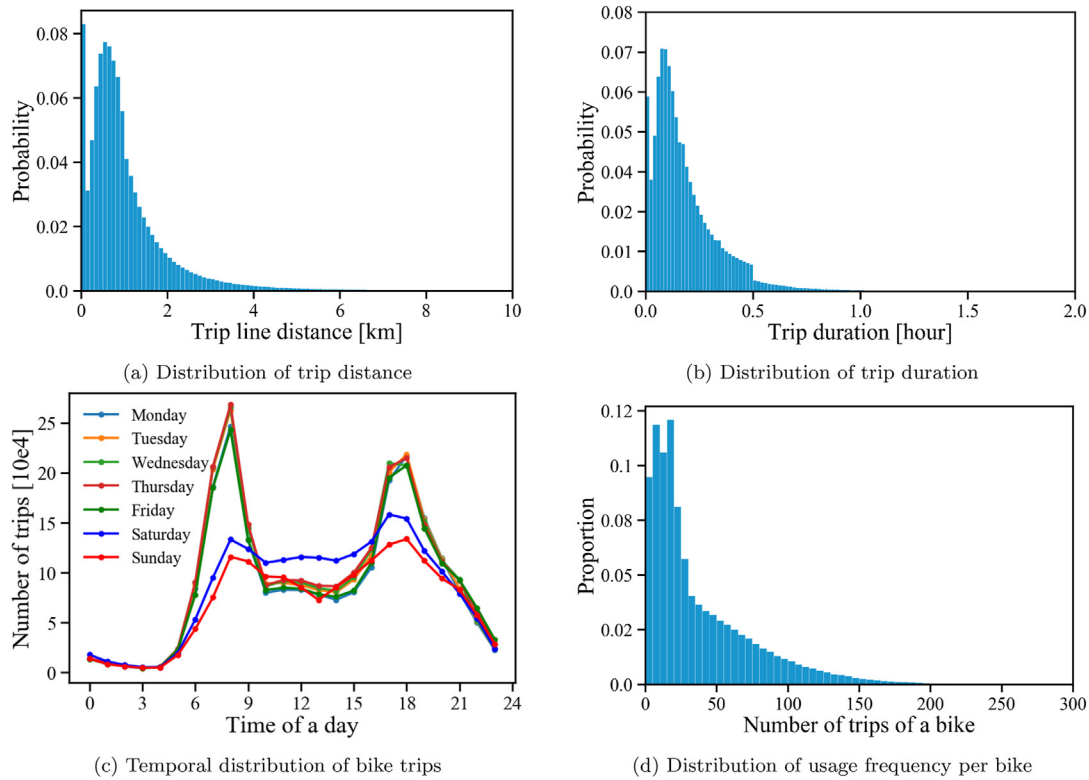 0.08
0.06
0.04
0.02
0.0
Probability
0 2 4 6 8 10
Trip line distance [km]
(a) Distribution of trip distance
0.08
0.07
0.06
0.05
0.04
0.02
0.01
0.0
Probability
0.0 0.5 1.0 1.5 2.0
Trip duration [hour]
(b) Distribution of trip duration
25
20
15
10
5
0
Number of trips [10e4]
Monday
Tuesday
Wednesday
Thursday
Friday
Saturday
Sunday
0 3 6 9 12 15 18 21 24
Time of a day
(c) Temporal distribution of bike trips
0.12
0.1
0.08
0.05
0.02
0.0
Proportion
0 50 100 150 200 250 300
Number of trips of a bike
(d) Distribution of usage frequency per bike